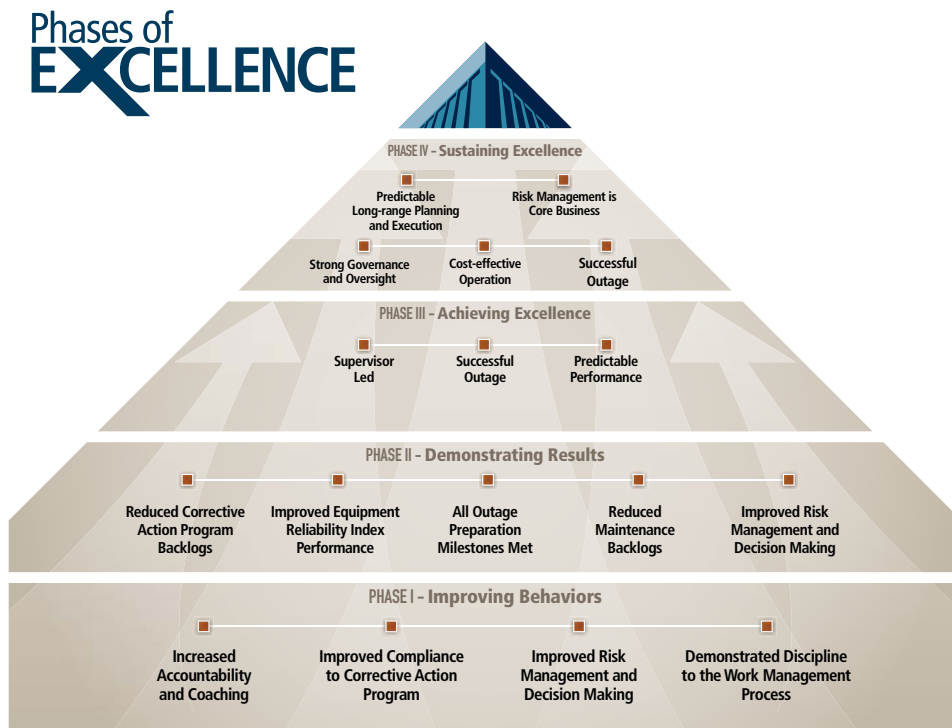 Phases of
EXCELLENCE
PHASE IV – Sustaining Excellence
Predictable
Long-range Planning
and Execution
Risk Management is
Core Business
Strong Governance
and Oversight
Cost-effective
Operation
Successful
Outage
PHASE III – Achieving Excellence
Supervisor
Led
Successful
Outage
Predictable
Performance
PHASE II – Demonstrating Results
Reduced Corrective
Action Program
Backlogs
Improved Equipment
Reliability Index
Performance
All Outage
Preparation
Milestones Met
Reduced
Maintenance
Backlogs
Improved Risk
Management and
Decision Making
PHASE I – Improving Behaviors
Increased
Accountability
and Coaching
Improved Compliance
to Corrective Action
Program
Improved Risk
Management and
Decision Making
Demonstrated Discipline
to the Work Management
Process